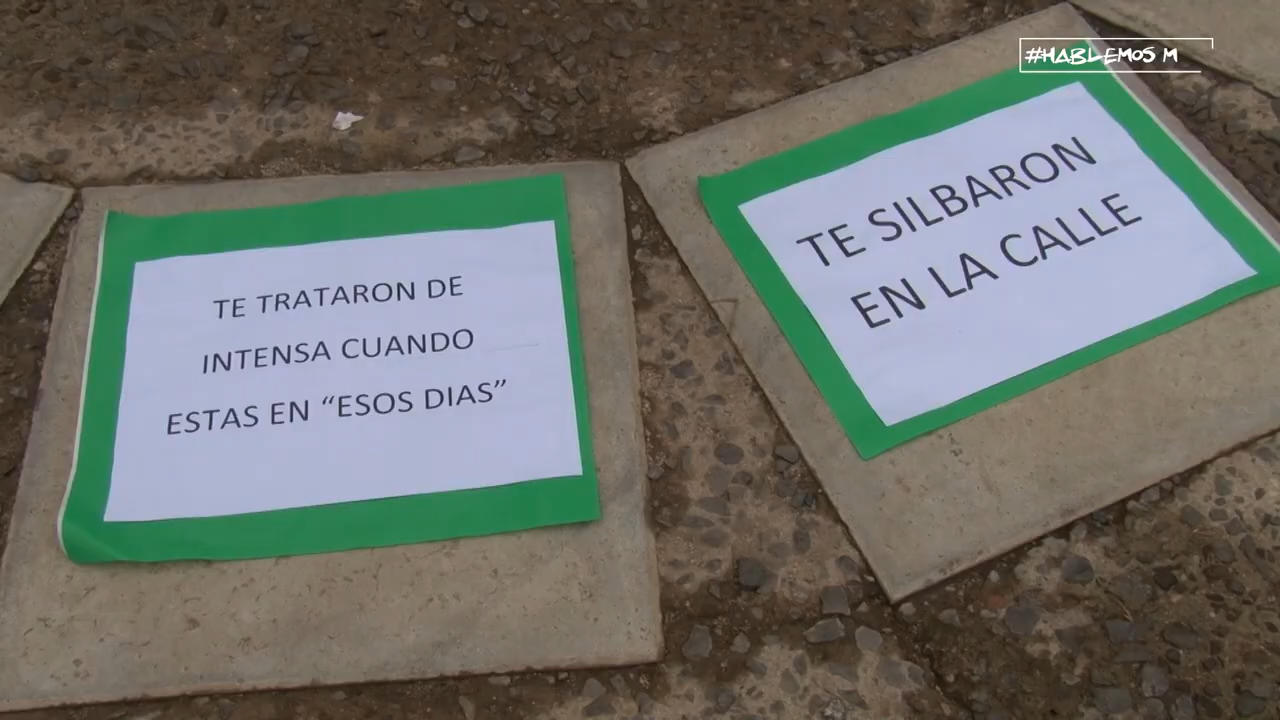 #HABLEMOS M
TE TRATARON DE
INTENSA CUANDO
ESTAS EN “ESOS DIAS”
TE SILBARON
EN LA CALLE